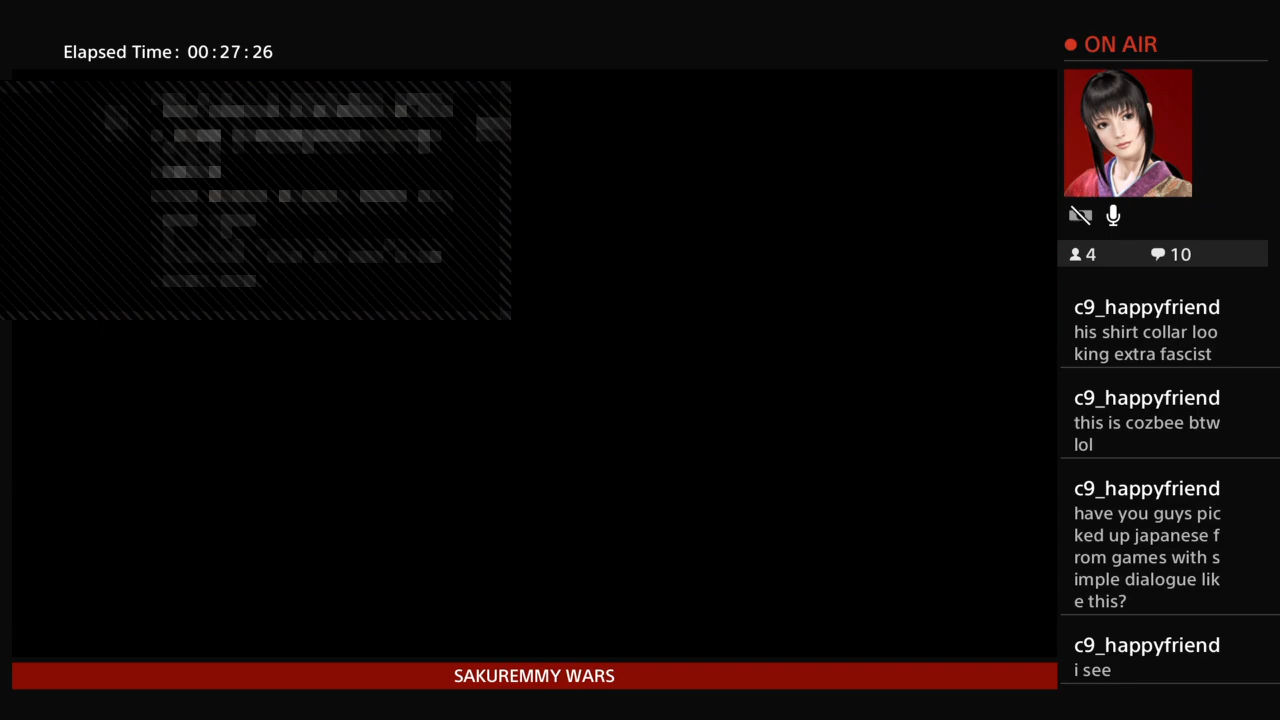 Elapsed Time: 00:27:26
ON AIR
4 10
c9_happyfriend
his shirt collar loo
king extra fascist
c9_happyfriend
this is cozbee btw
lol
c9_happyfriend
have you guys pic
ked up japanese f
rom games with s
imple dialogue lik
e this?
c9_happyfriend
i see
SAKUREMMY WARS